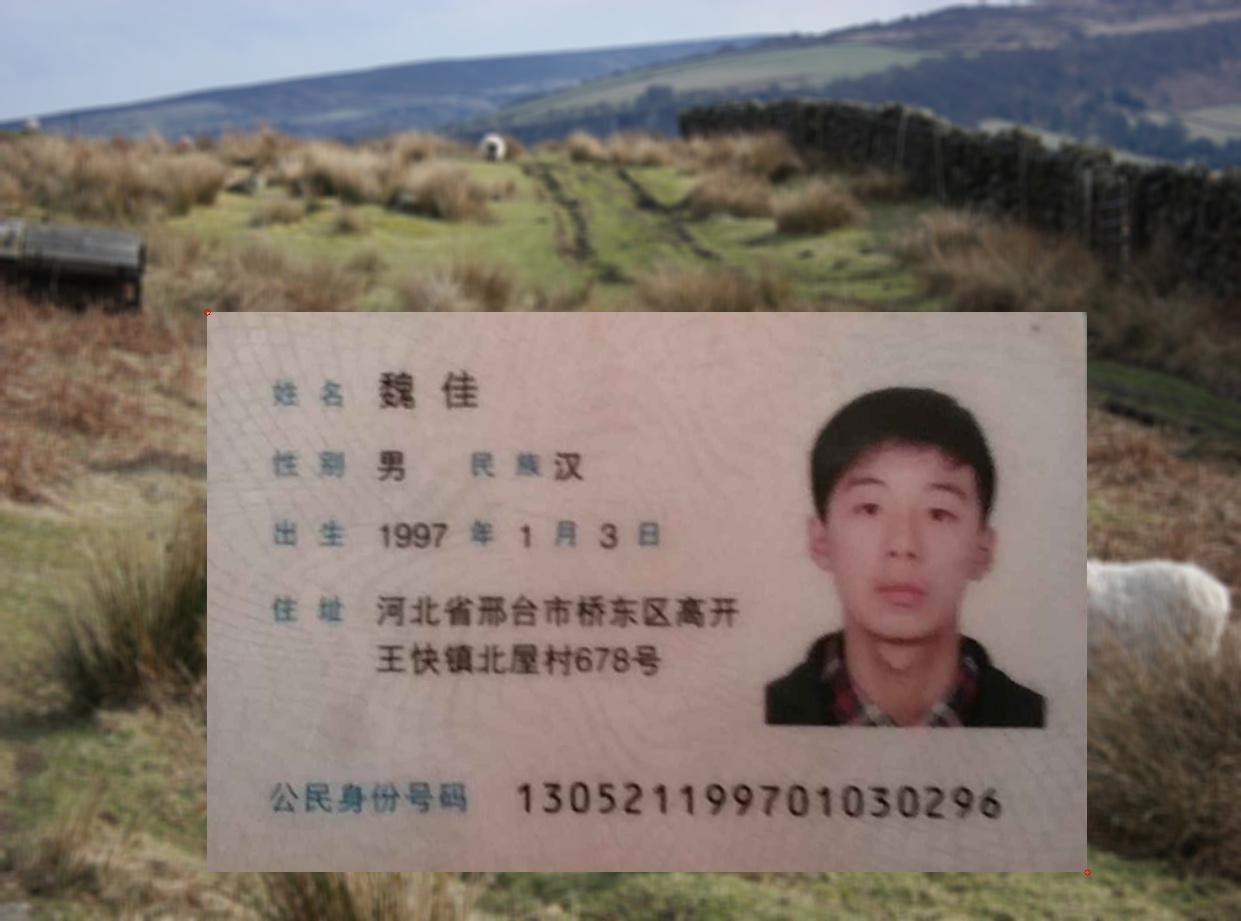 姓名 魏佳
性别 男 民族 汉
出生 1997 年 1 月 3 日
住址 河北省邢台市桥东区高开
王快镇北屋村678号
公民身份号码 130521199701030296